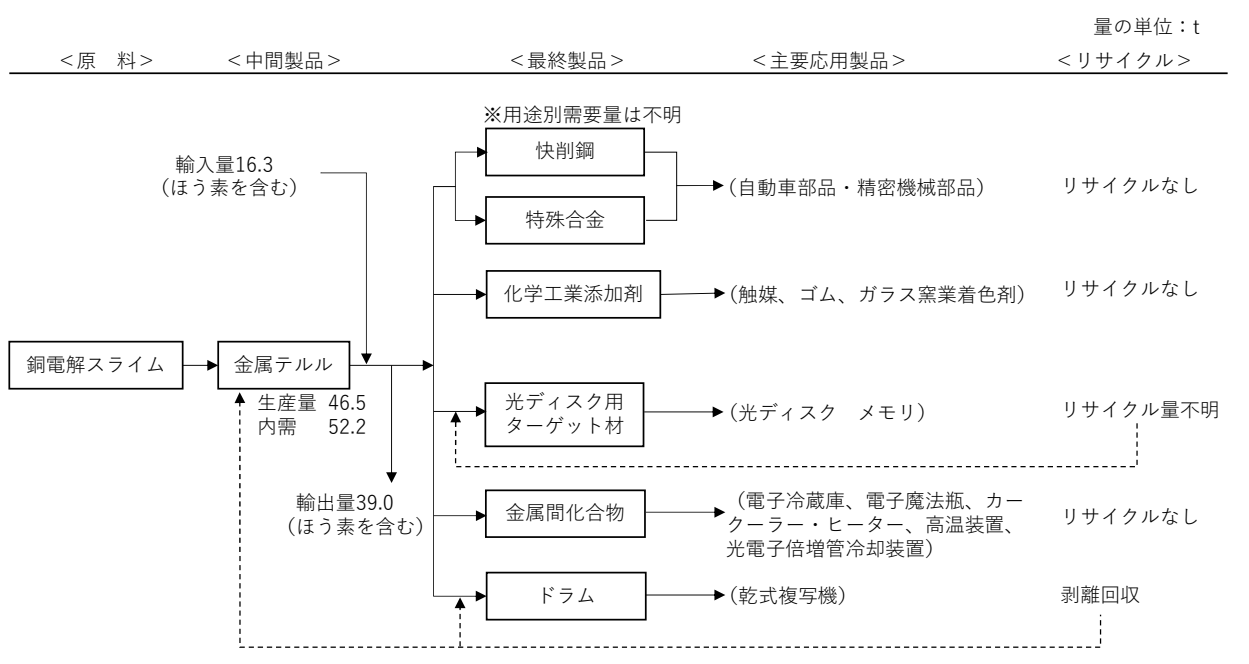 量の単位：t
＜原　料＞
＜中間製品＞
＜最終製品＞
＜主要応用製品＞
＜リサイクル＞
※用途別需要量は不明
快削鋼
輸入量16.3
（ほう素を含む）
（自動車部品・精密機械部品）
リサイクルなし
特殊合金
化学工業添加剤
（触媒、ゴム、ガラス窯業着色剤）
リサイクルなし
銅電解スライム
金属テルル
生産量 46.5
内需　 52.2
光ディスク用
ターゲット材
（光ディスク　メモリ）
リサイクル量不明
輸出量39.0
（ほう素を含む）
金属間化合物
（電子冷蔵庫、電子魔法瓶、カー
クーラー・ヒーター、高温装置、
光電子倍増管冷却装置）
リサイクルなし
ドラム
（乾式複写機）
剥離回収